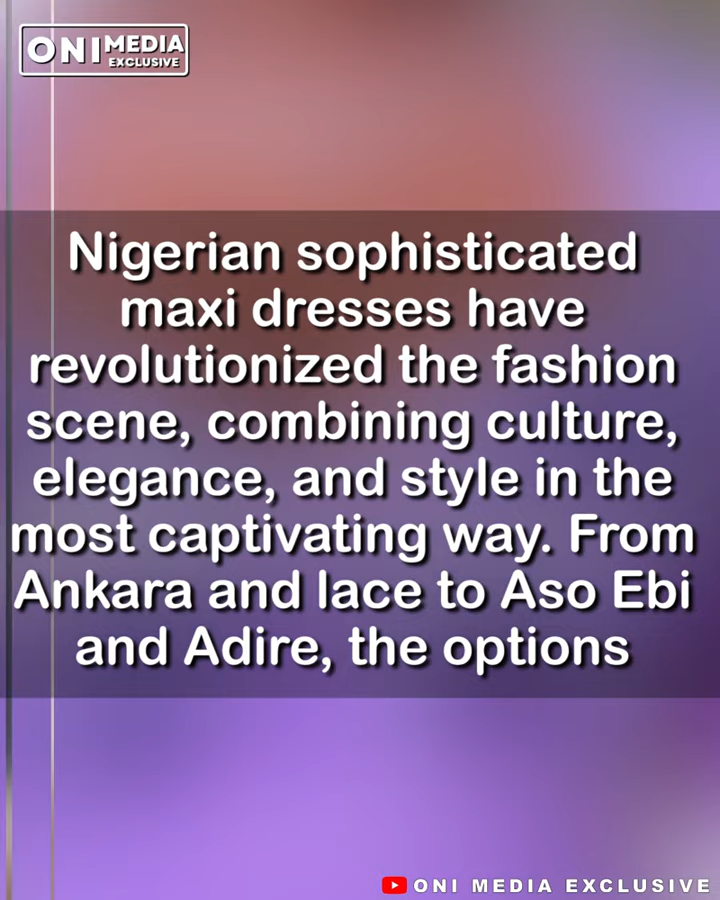 ONI MEDIA
EXCLUSIVE
Nigerian sophisticated
maxi dresses have
revolutionized the fashion
scene, combining culture,
elegance, and style in the
most captivating way. From
Ankara and lace to Aso Ebi
and Adire, the options
ONI MEDIA EXCLUSIVE